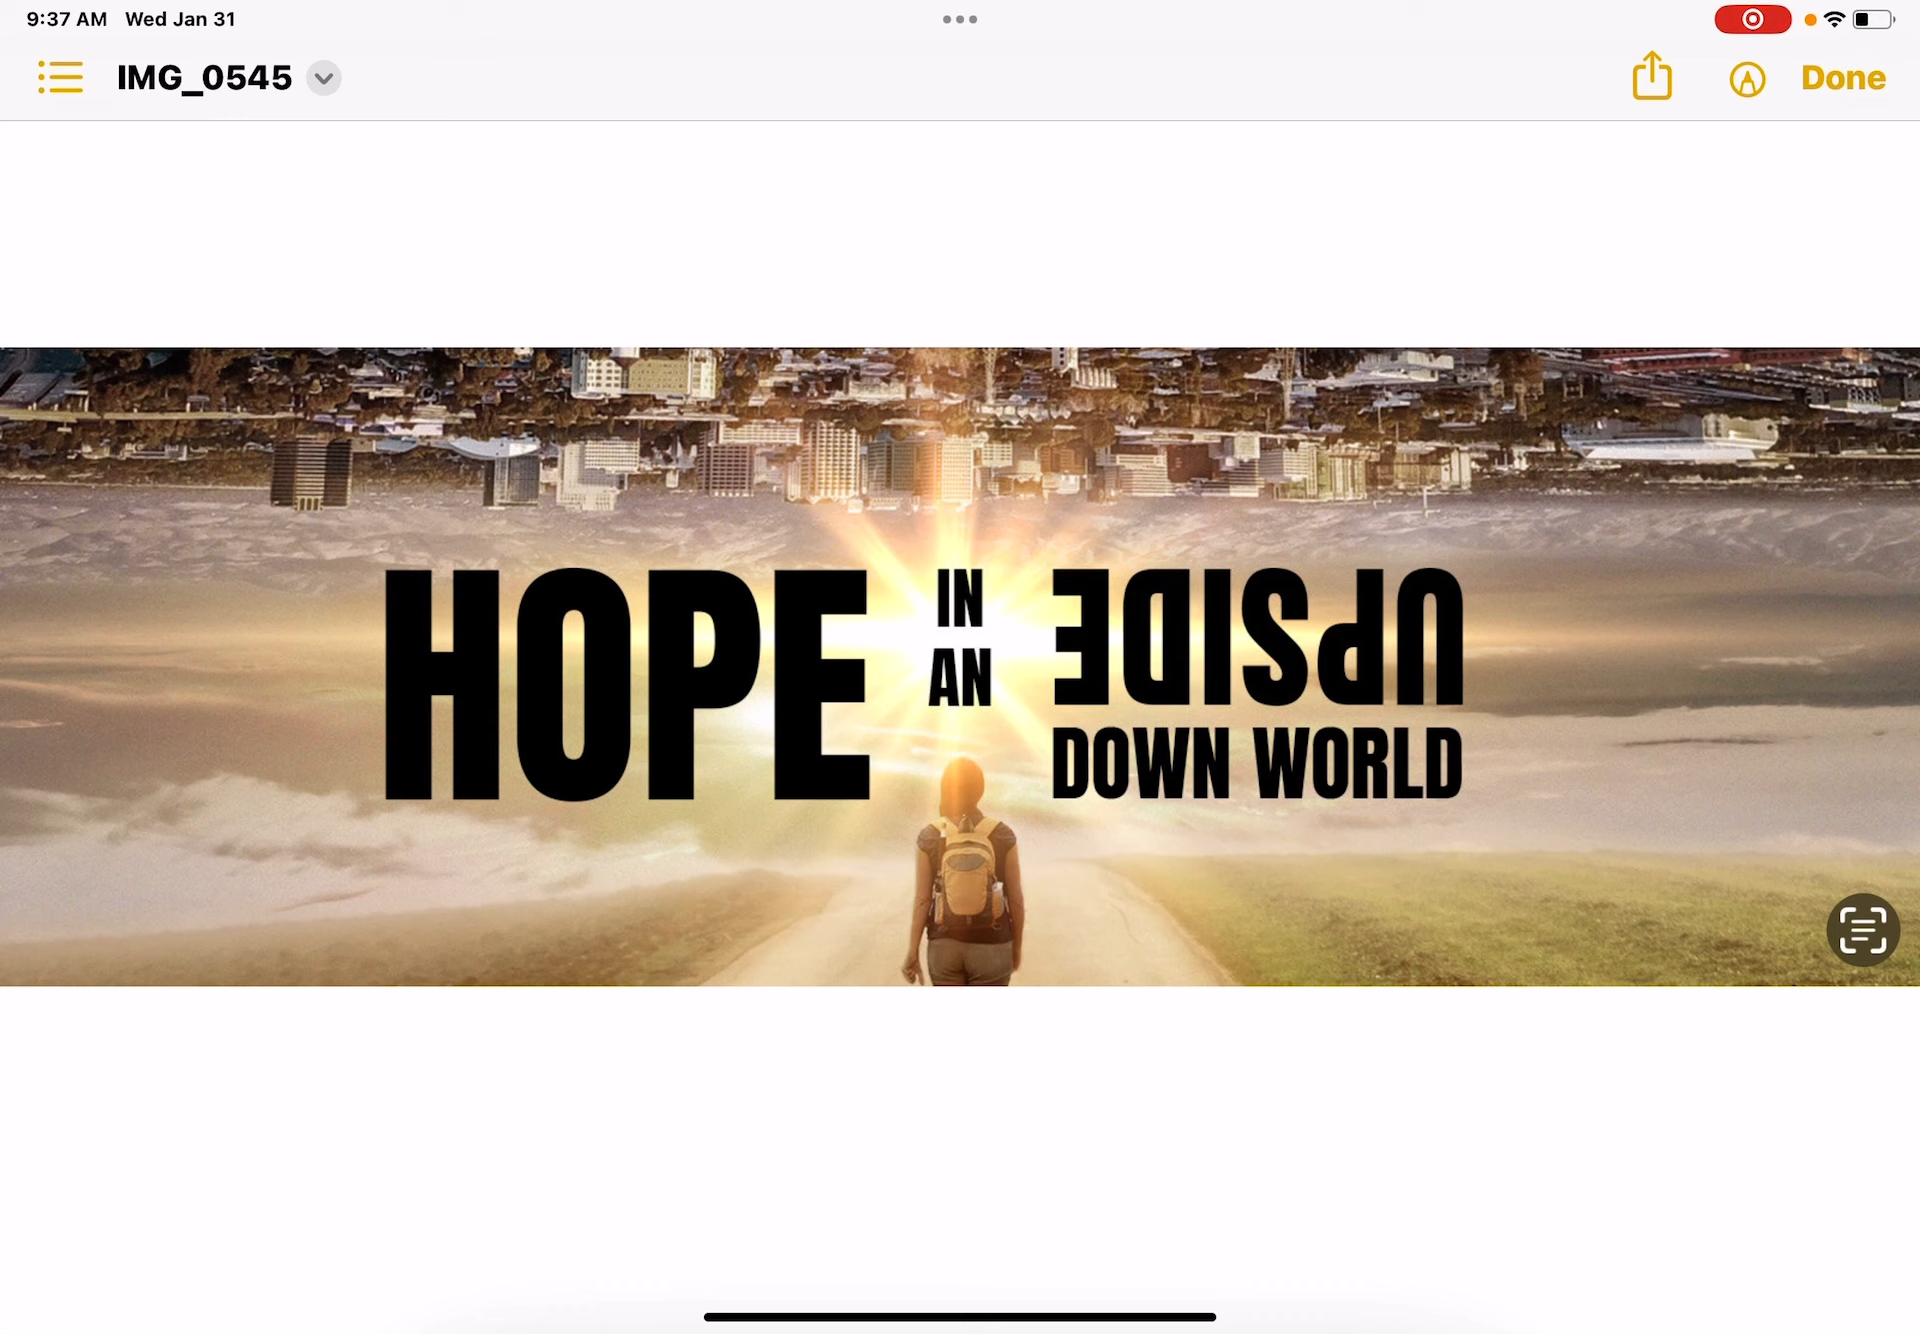 9:37 AM Wed Jan 31
IMG_0545
Done
HOPE
IN
AN
UPSIDE
DOWN WORLD